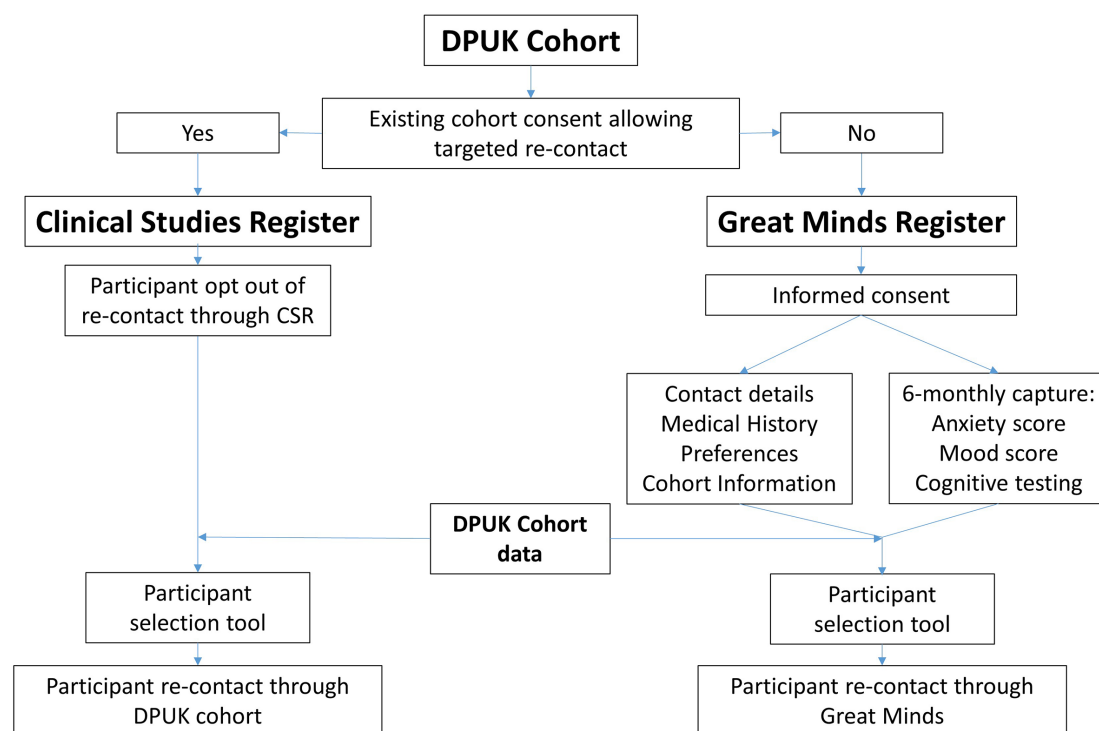 DPUK Cohort
Existing cohort consent allowing
targeted re-contact
Yes
No
Clinical Studies Register
Great Minds Register
Participant opt out of
re-contact through CSR
Informed consent
Contact details
Medical History
Preferences
Cohort Information
6-monthly capture:
Anxiety score
Mood score
Cognitive testing
DPUK Cohort
data
Participant
selection tool
Participant
selection tool
Participant re-contact through
DPUK cohort
Participant re-contact through
Great Minds